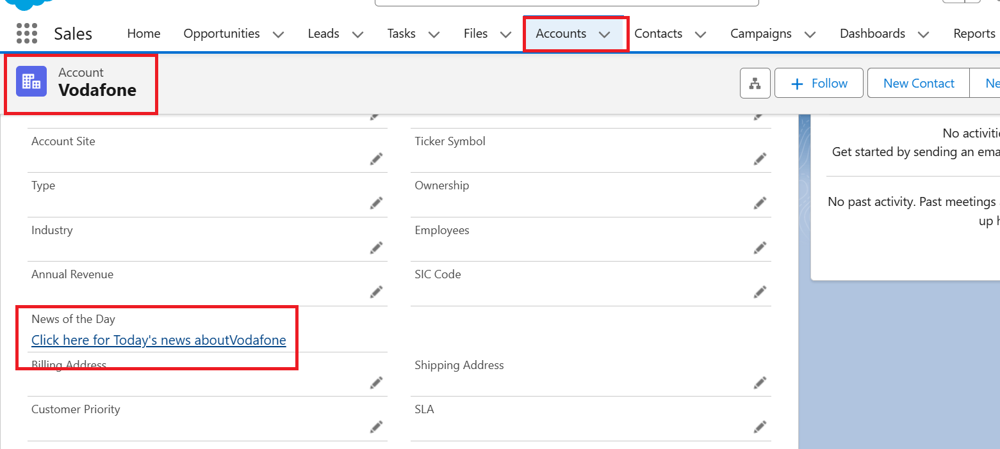 Sales Home Opportunities Leads Tasks Files Accounts Contacts Campaigns Dashboards Reports
Account
Vodafone
Follow New Contact Ne
No activitie
Get started by sending an ema
No past activity. Past meetings
up h
Account Site Ticker Symbol
Type Ownership
Industry Employees
Annual Revenue SIC Code
News of the Day
Click here for Today's news aboutVodafone
Billing Address Shipping Address
Customer Priority SLA